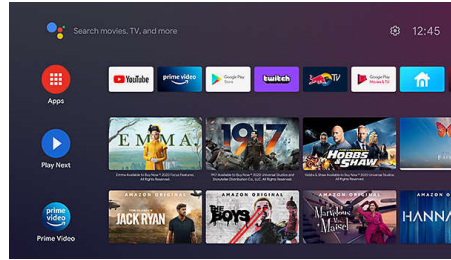 Search movies, TV, and more
12:45
Apps
YouTube
prime video
Google Play
Store
twitch
TV
Google Play
Movies & TV
Play Next
EMMA.
1917
HOBBS
& SHAW
Prime Video
prime
video
AMAZON ORIGINAL
JACK RYAN
AMAZON ORIGINAL
THE
BOYS
AMAZON ORIGINAL
The
Marvelous
Mrs.
Maisel
AMAZON
HANNA